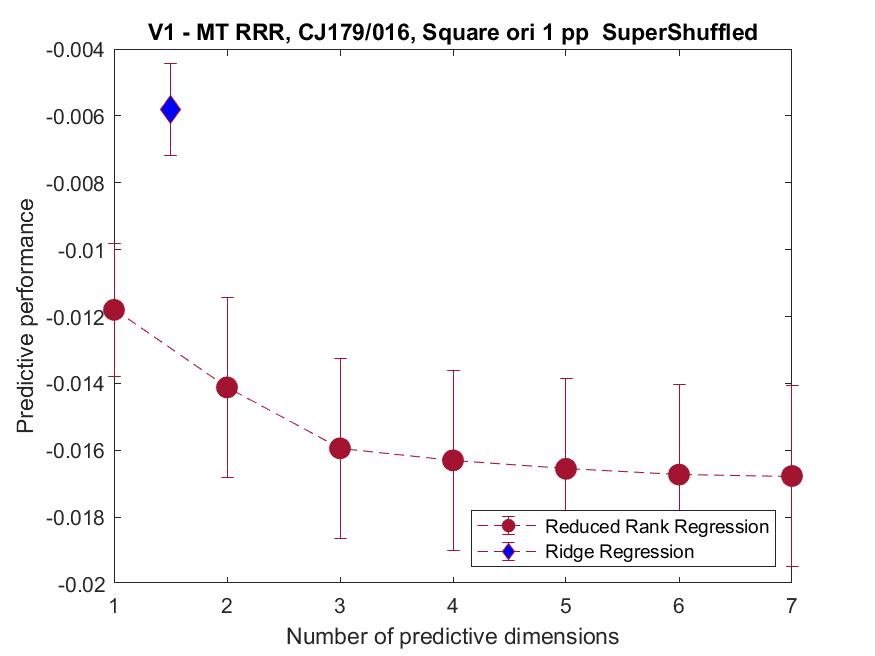 V1 - MT RRR, CJ179/016, Square ori 1 pp  SuperShuffled
-0.004
-0.006
-0.008
-0.01
-0.012
-0.014
-0.016
-0.018
-0.02
Predictive performance
1 2 3 4 5 6 7
Number of predictive dimensions
Reduced Rank Regression
Ridge Regression